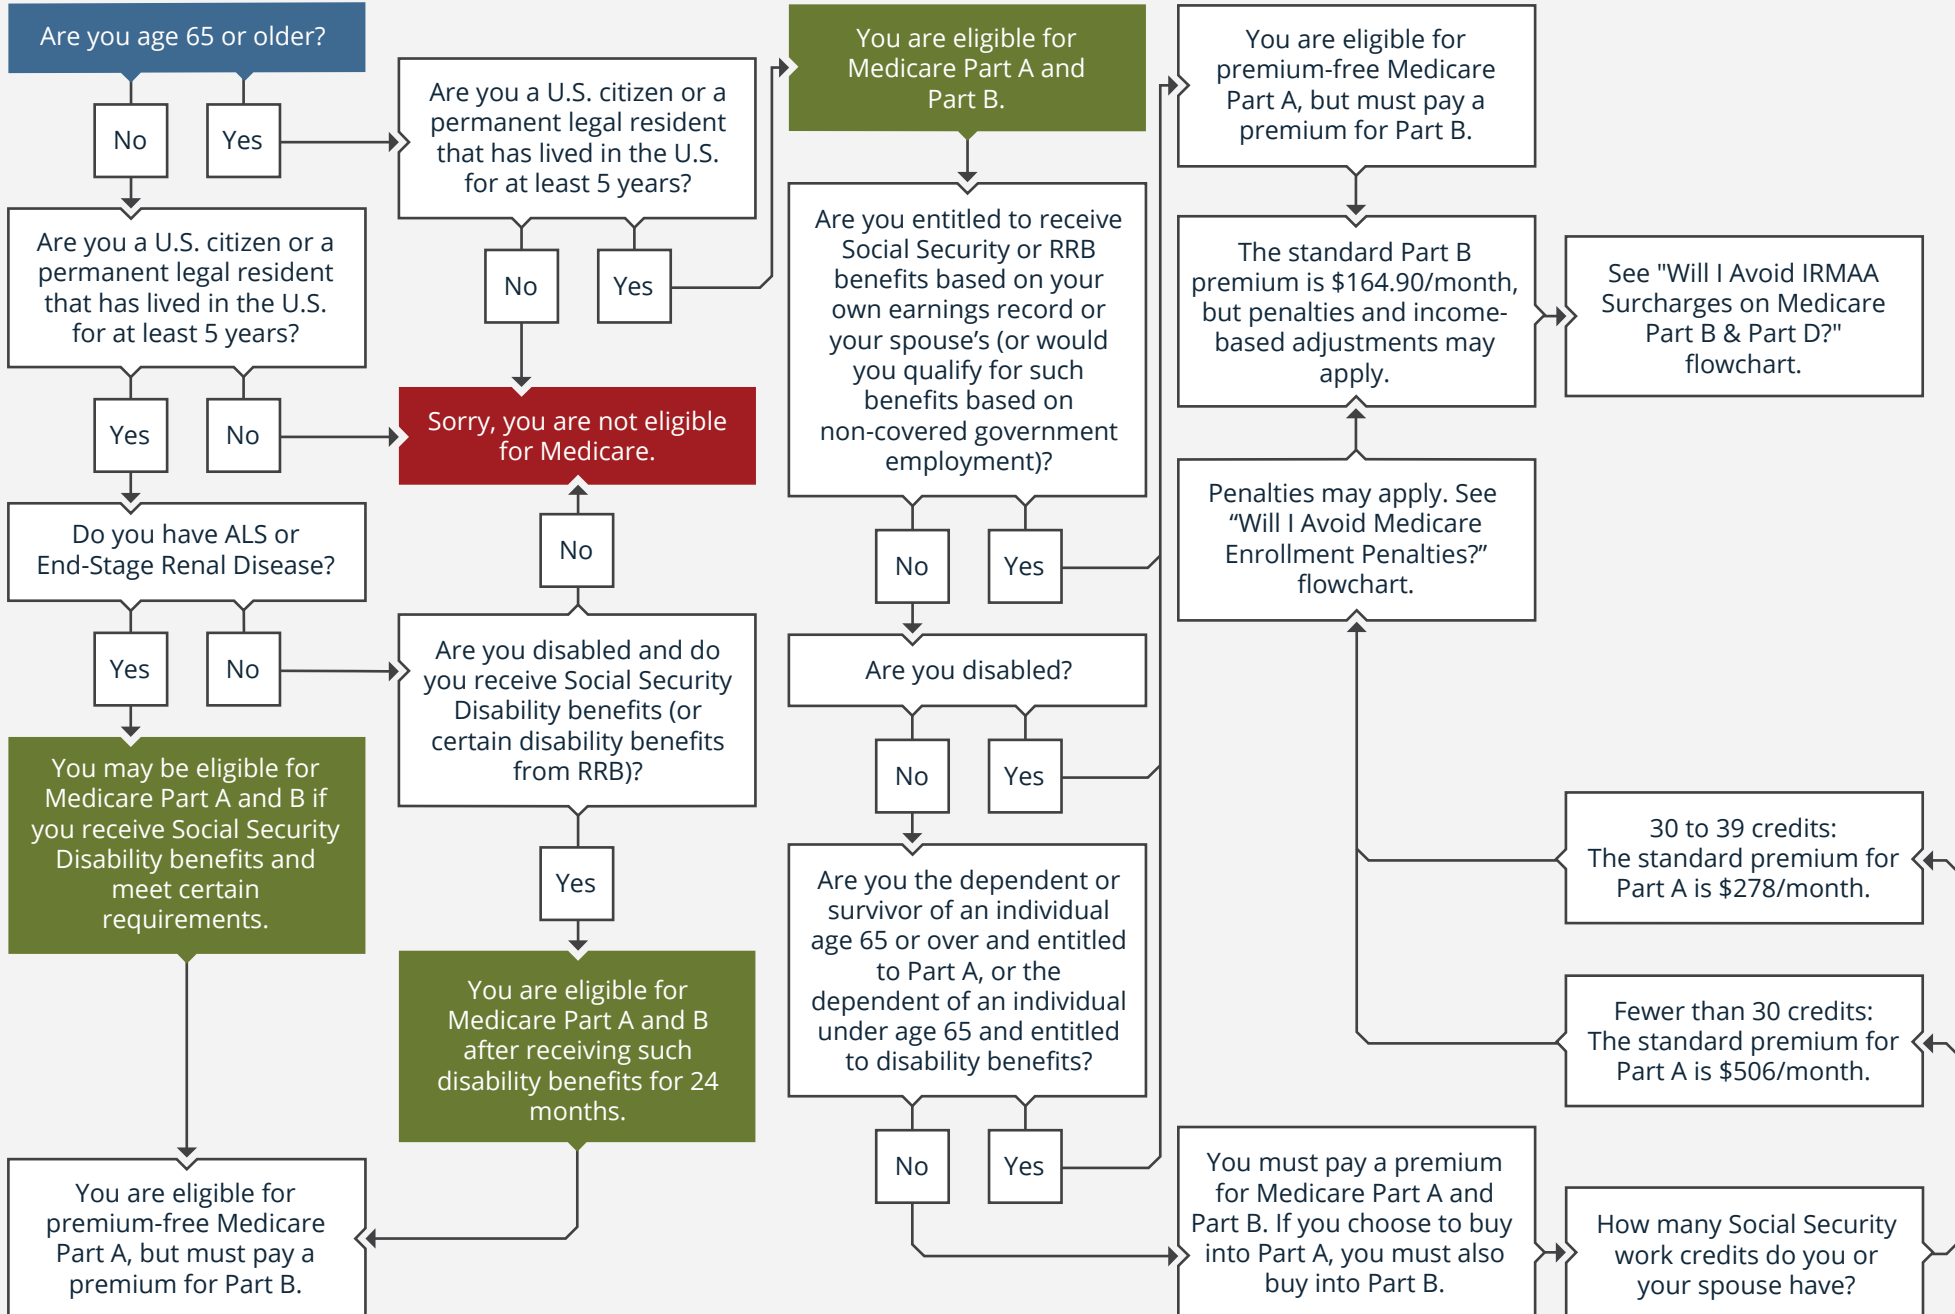 Are you age 65 or older?
No
Yes
Are you a U.S. citizen or a
permanent legal resident
that has lived in the U.S.
for at least 5 years?
Yes
No
Do you have ALS or
End-Stage Renal Disease?
Yes
No
You may be eligible for
Medicare Part A and B if
you receive Social Security
Disability benefits and
meet certain
requirements.
You are eligible for
premium-free Medicare
Part A, but must pay a
premium for Part B.
Are you a U.S. citizen or a
permanent legal resident
that has lived in the U.S.
for at least 5 years?
No
Yes
Sorry, you are not eligible
for Medicare.
No
Are you disabled and do
you receive Social Security
Disability benefits (or
certain disability benefits
from RRB)?
Yes
You are eligible for
Medicare Part A and B
after receiving such
disability benefits for 24
months.
You are eligible for
Medicare Part A and
Part B.
Are you entitled to receive
Social Security or RRB
benefits based on your
own earnings record or
your spouse’s (or would
you qualify for such
benefits based on
non-covered government
employment)?
No
Yes
Are you disabled?
No
Yes
Are you the dependent or
survivor of an individual
age 65 or over and entitled
to Part A, or the
dependent of an individual
under age 65 and entitled
to disability benefits?
No
Yes
You are eligible for
premium-free Medicare
Part A, but must pay a
premium for Part B.
The standard Part B
premium is $164.90/month,
but penalties and income-
based adjustments may
apply.
See "Will I Avoid IRMAA
Surcharges on Medicare
Part B & Part D?"
flowchart.
Penalties may apply. See
“Will I Avoid Medicare
Enrollment Penalties?”
flowchart.
30 to 39 credits:
The standard premium for
Part A is $278/month.
Fewer than 30 credits:
The standard premium for
Part A is $506/month.
You must pay a premium
for Medicare Part A and
Part B. If you choose to buy
into Part A, you must also
buy into Part B.
How many Social Security
work credits do you or
your spouse have?